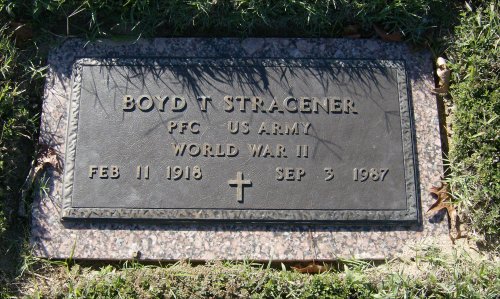 BOYD T STRACENER
PFC US ARMY
WORLD WAR II
FEB 11 1918 SEP 3 1987